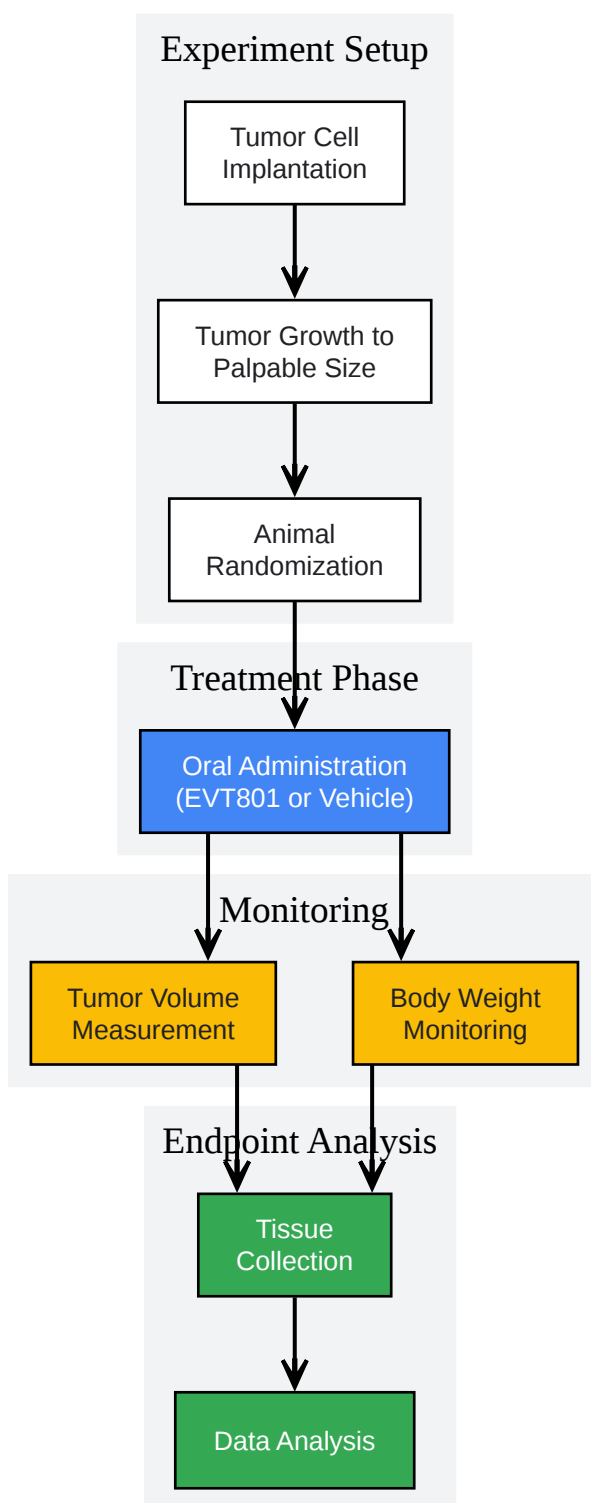 Experiment Setup
Tumor Cell
Implantation
Tumor Growth to
Palpable Size
Animal
Randomization
Treatment Phase
Oral Administration
(EVT801 or Vehicle)
Monitoring
Tumor Volume
Measurement
Body Weight
Monitoring
Endpoint Analysis
Tissue
Collection
Data Analysis